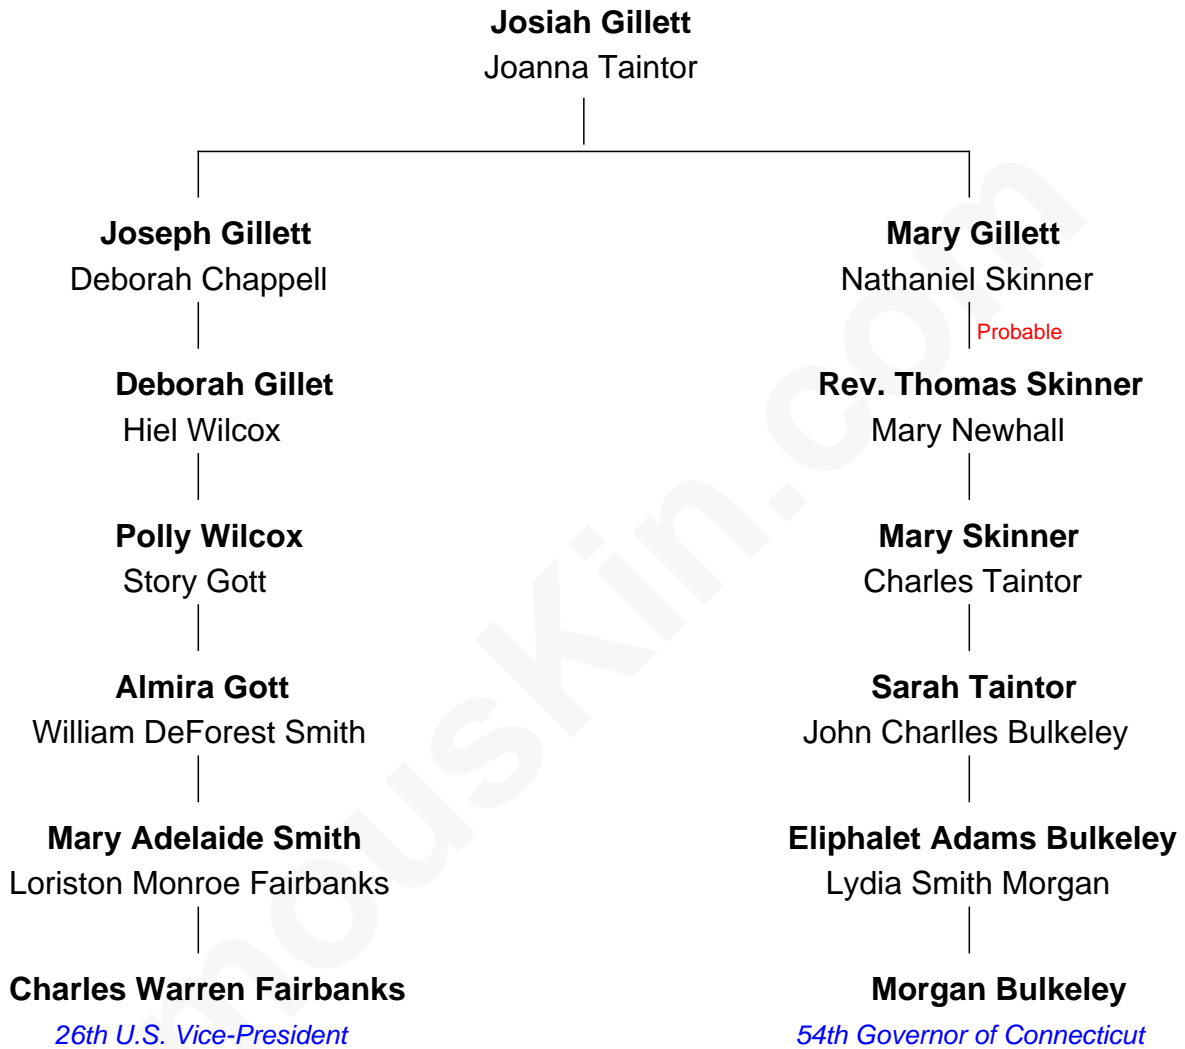 Josiah Gillett
Joanna Taintor
Joseph Gillett
Deborah Chappell
Mary Gillett
Nathaniel Skinner
Probable
Deborah Gillet
Hiel Wilcox
Rev. Thomas Skinner
Mary Newhall
Polly Wilcox
Story Gott
Mary Skinner
Charles Taintor
Almira Gott
William DeForest Smith
Sarah Taintor
John Charlles Bulkeley
Mary Adelaide Smith
Loriston Monroe Fairbanks
Eliphalet Adams Bulkeley
Lydia Smith Morgan
Charles Warren Fairbanks
26th U.S. Vice-President
Morgan Bulkeley
54th Governor of Connecticut
mousKin.com